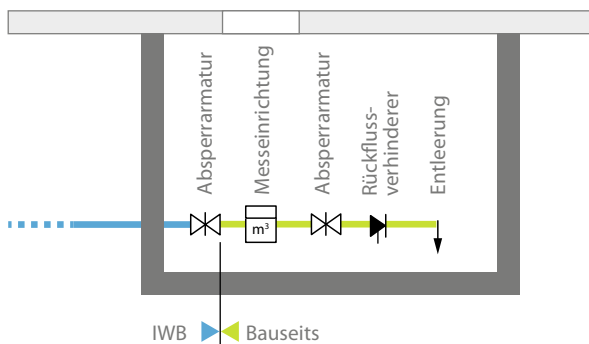 Absperrarmatur
Messeinrichtung
Absperrarmatur
Rückfluss-
verhinderer
Entleerung
m³
IWB
Bauseits